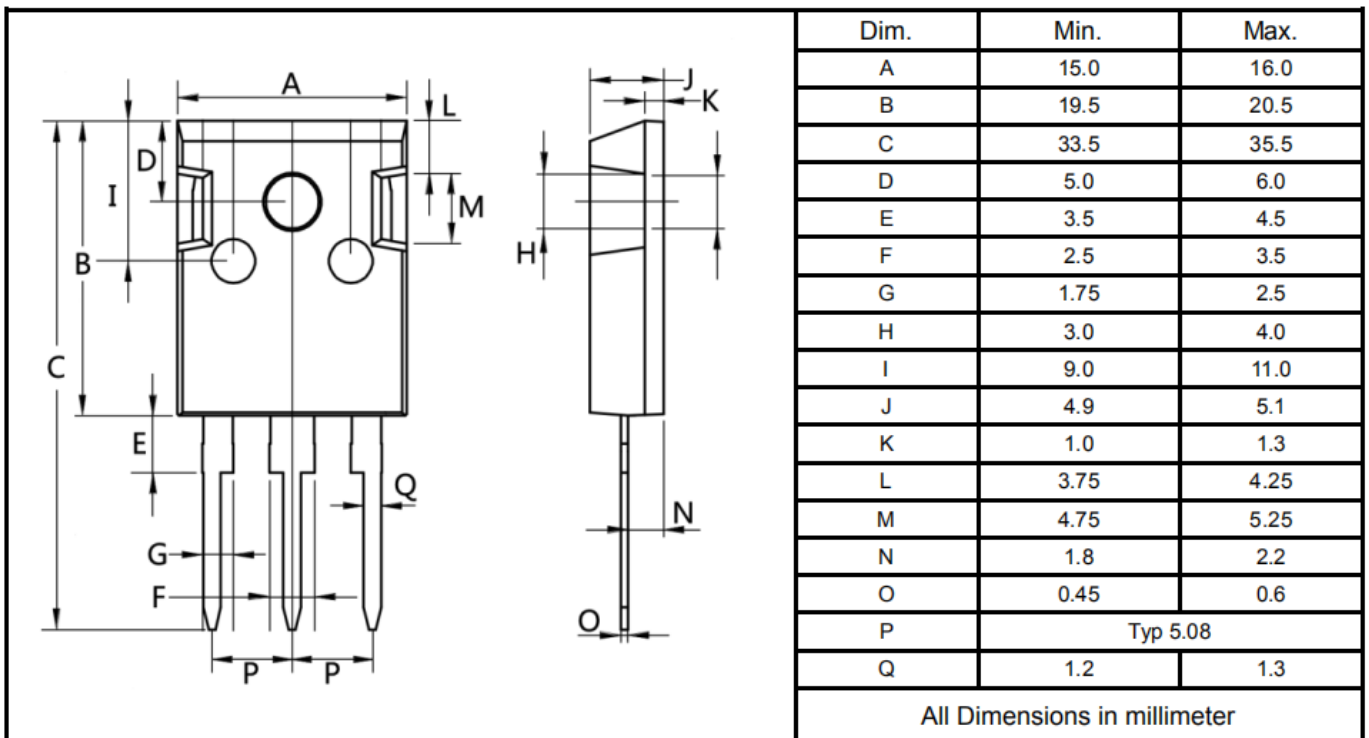 A
L
D
I
M
B
C
E
Q
G
F
P P
J
K
H
N
O
Dim. Min. Max.
A 15.0 16.0
B 19.5 20.5
C 33.5 35.5
D 5.0 6.0
E 3.5 4.5
F 2.5 3.5
G 1.75 2.5
H 3.0 4.0
I 9.0 11.0
J 4.9 5.1
K 1.0 1.3
L 3.75 4.25
M 4.75 5.25
N 1.8 2.2
O 0.45 0.6
P Typ 5.08
Q 1.2 1.3
All Dimensions in millimeter